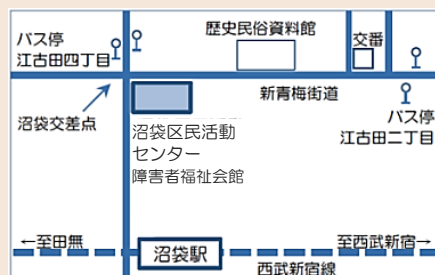 歴史民俗資料館
交番
バス停
江古田四丁目
新青梅街道
沼袋交差点
バス停
江古田二丁目
沼袋区民活動
センター
障害者福祉会館
←至田無
至西武新宿→
沼袋駅
西武新宿線